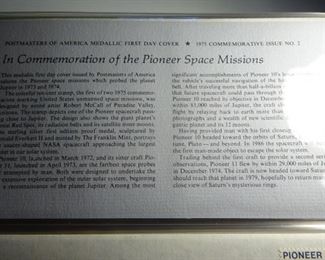 POSTMASTERS OF AMERICA MEDALLIC FIRST DAY COVER ★ 1975 COMMEMORATIVE ISSUE NO. 2
In Commemoration of the Pioneer Space Missions
This medallic first day cover issued by Postmasters of America
commemorates the Pioneer Space missions which probed the planet
Jupiter in 1973 and 1974.
The colorful ten-cent stamp, the first of two 1975 commemor-
ative marking United States unmanned space missions, was
designed by noted artist Robert McCall of Paradise Valley,
Arizona. The stamp depicts one of the Pioneer spacecraft pass-
ing close to Jupiter. The design also shows the giant planet's
Red Spot, its radiation belts and its satellite moons.
The sterling silver first edition proof medal, sculpted by
Donald Everhart II and minted by The Franklin Mint, portrays
the saucer-shaped NASA spacecraft approaching the largest
planet in our solar system.
Pioneer 10, launched in March 1972, and its sister craft Pio-
neer 11, launched in April 1973, are the farthest space probes
ever attempted by man. Both were designed to undertake the
first extensive exploration of the outer solar system, beginning
with a reconnaissance of the planet Jupiter. Among the most
significant accomplishments of Pioneer 10's
the vehicle's successful navigation of the
belt. After traveling more than half-a-billion
that future spacecraft could pass through the
Pioneer 10 reached its objective in December
within 81,000 miles of Jupiter, the craft
flight by relaying back to earth more than
photographs and a wealth of new scientific
gantic planet and its 12 moons.
Having provided man with his first close
Pioneer 10 headed toward the orbits of Saturn,
tune, Pluto—and beyond. In 1986 the spacecraft
the first man-made object to escape the solar system.
Trailing behind the first craft to provide a second
observations, Pioneer 11 flew by within 29,000 miles of
in December 1974. The craft is now headed toward Saturn
should reach that planet in 1979, hopefully to return man's
close view of Saturn's mysterious rings.
PIONEER